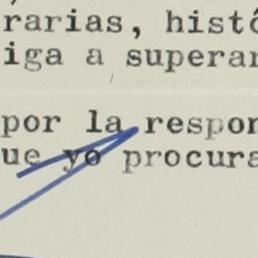 rarias, histó
iga a superar
por la respon
ue yo procura